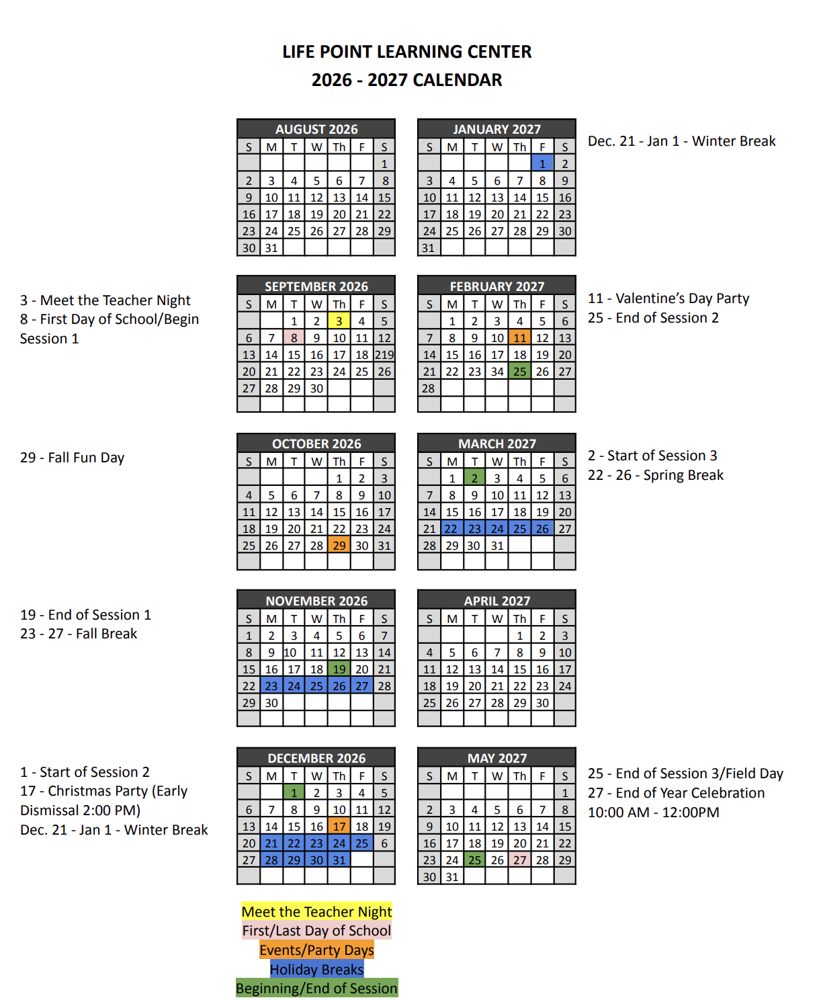 LIFE POINT LEARNING CENTER
2026 - 2027 CALENDAR
AUGUST 2026
S M T W Th F S
1
2 3 4 5 6 7 8
9 10 11 12 13 14 15
16 17 18 19 20 21 22
23 24 25 26 27 28 29
30 31
JANUARY 2027
S M T W Th F S
1 2
3 4 5 6 7 8 9
10 11 12 13 14 15 16
17 18 19 20 21 22 23
24 25 26 27 28 29 30
31
Dec. 21 - Jan 1 - Winter Break
3 - Meet the Teacher Night
8 - First Day of School/Begin
Session 1
SEPTEMBER 2026
S M T W Th F S
1 2 3 4 5
6 7 8 9 10 11 12
13 14 15 16 17 18 219
20 21 22 23 24 25 26
27 28 29 30
FEBRUARY 2027
S M T W Th F S
1 2 3 4 5 6
7 8 9 10 11 12 13
14 15 16 17 18 19 20
21 22 23 34 25 26 27
28
11 - Valentine’s Day Party
25 - End of Session 2
29 - Fall Fun Day
OCTOBER 2026
S M T W Th F S
1 2 3
4 5 6 7 8 9 10
11 12 13 14 15 16 17
18 19 20 21 22 23 24
25 26 27 28 29 30 31
MARCH 2027
S M T W Th F S
1 2 3 4 5 6
7 8 9 10 11 12 13
14 15 16 17 18 19 20
21 22 23 24 25 26 27
28 29 30 31
2 - Start of Session 3
22 - 26 - Spring Break
19 - End of Session 1
23 - 27 - Fall Break
NOVEMBER 2026
S M T W Th F S
1 2 3 4 5 6 7
8 9 10 11 12 13 14
15 16 17 18 19 20 21
22 23 24 25 26 27 28
29 30
APRIL 2027
S M T W Th F S
1 2 3
4 5 6 7 8 9 10
11 12 13 14 15 16 17
18 19 20 21 22 23 24
25 26 27 28 29 30
1 - Start of Session 2
17 - Christmas Party (Early
Dismissal 2:00 PM)
Dec. 21 - Jan 1 - Winter Break
DECEMBER 2026
S M T W Th F S
1 2 3 4 5
6 7 8 9 10 11 12
13 14 15 16 17 18 19
20 21 22 23 24 25 6
27 28 29 30 31
MAY 2027
S M T W Th F S
1
2 3 4 5 6 7 8
9 10 11 12 13 14 15
16 17 18 19 20 21 22
23 24 25 26 27 28 29
30 31
25 - End of Session 3/Field Day
27 - End of Year Celebration
10:00 AM - 12:00PM
Meet the Teacher Night
First/Last Day of School
Events/Party Days
Holiday Breaks
Beginning/End of Session